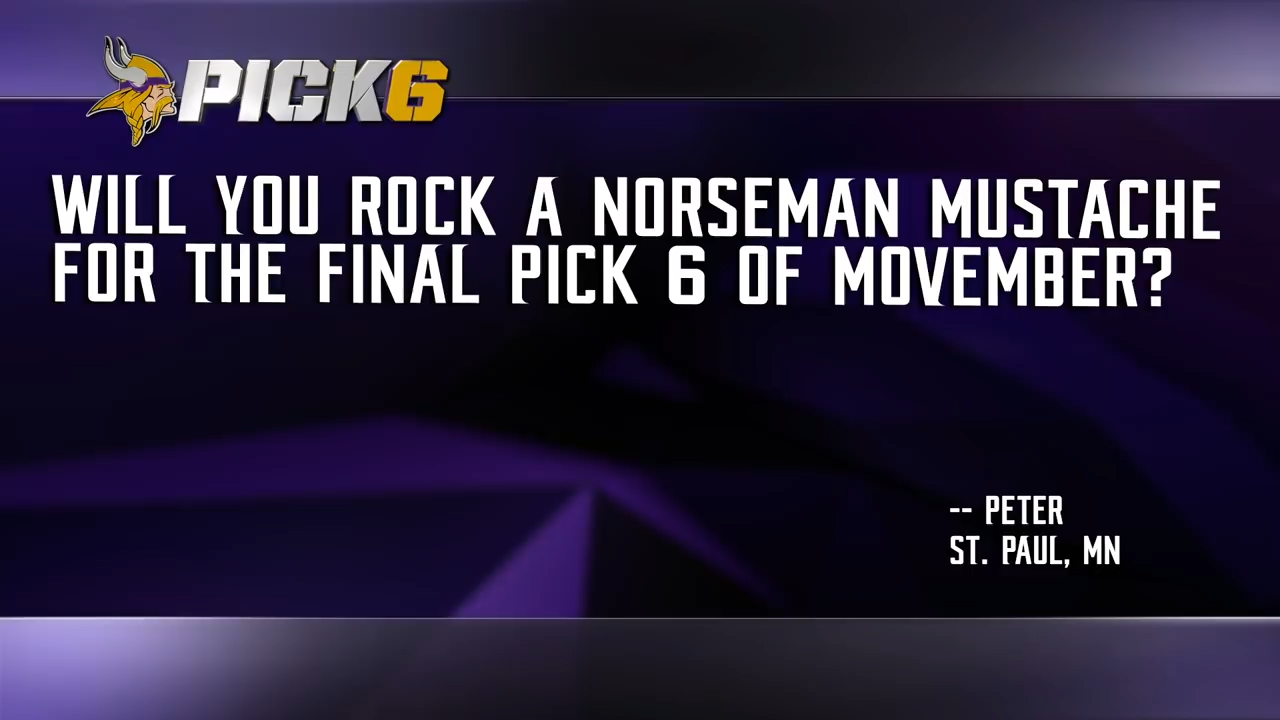 PICK6
WILL YOU ROCK A NORSEMAN MUSTACHE
FOR THE FINAL PICK 6 OF MOVEMBER?
-- PETER
ST. PAUL, MN